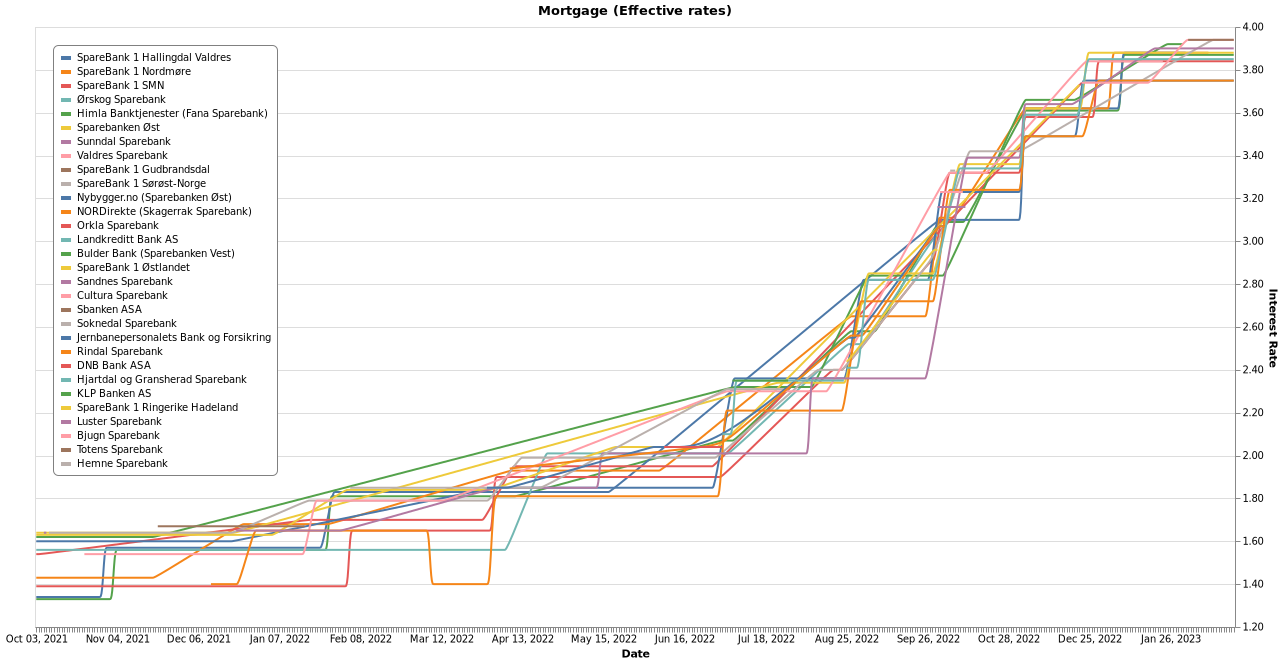 Mortgage (Effective rates)
SpareBank 1 Hallingdal Valdres
SpareBank 1 Nordmøre
SpareBank 1 SMN
Ørskog Sparebank
Himla Banktjenester (Fana Sparebank)
Sparebanken Øst
Sunndal Sparebank
Valdres Sparebank
SpareBank 1 Gudbrandsdal
SpareBank 1 Sørøst-Norge
Nybygger.no (Sparebanken Øst)
NORDirekte (Skagerrak Sparebank)
Orkla Sparebank
Landkreditt Bank AS
Bulder Bank (Sparebanken Vest)
SpareBank 1 Østlandet
Sandnes Sparebank
Cultura Sparebank
Sbanken ASA
Soknedal Sparebank
Jernbanepersonalets Bank og Forsikring
Rindal Sparebank
DNB Bank ASA
Hjartdal og Gransherad Sparebank
KLP Banken AS
SpareBank 1 Ringerike Hadeland
Luster Sparebank
Bjugn Sparebank
Totens Sparebank
Hemne Sparebank
4.00
3.80
3.60
3.40
3.20
3.00
2.80
2.60
2.40
2.20
2.00
1.80
1.60
1.40
1.20
Interest Rate
Oct 03, 2021 Nov 04, 2021 Dec 06, 2021 Jan 07, 2022 Feb 08, 2022 Mar 12, 2022 Apr 13, 2022 May 15, 2022 Jun 16, 2022 Jul 18, 2022 Aug 25, 2022 Sep 26, 2022 Oct 28, 2022 Dec 25, 2022 Jan 26, 2023
Date